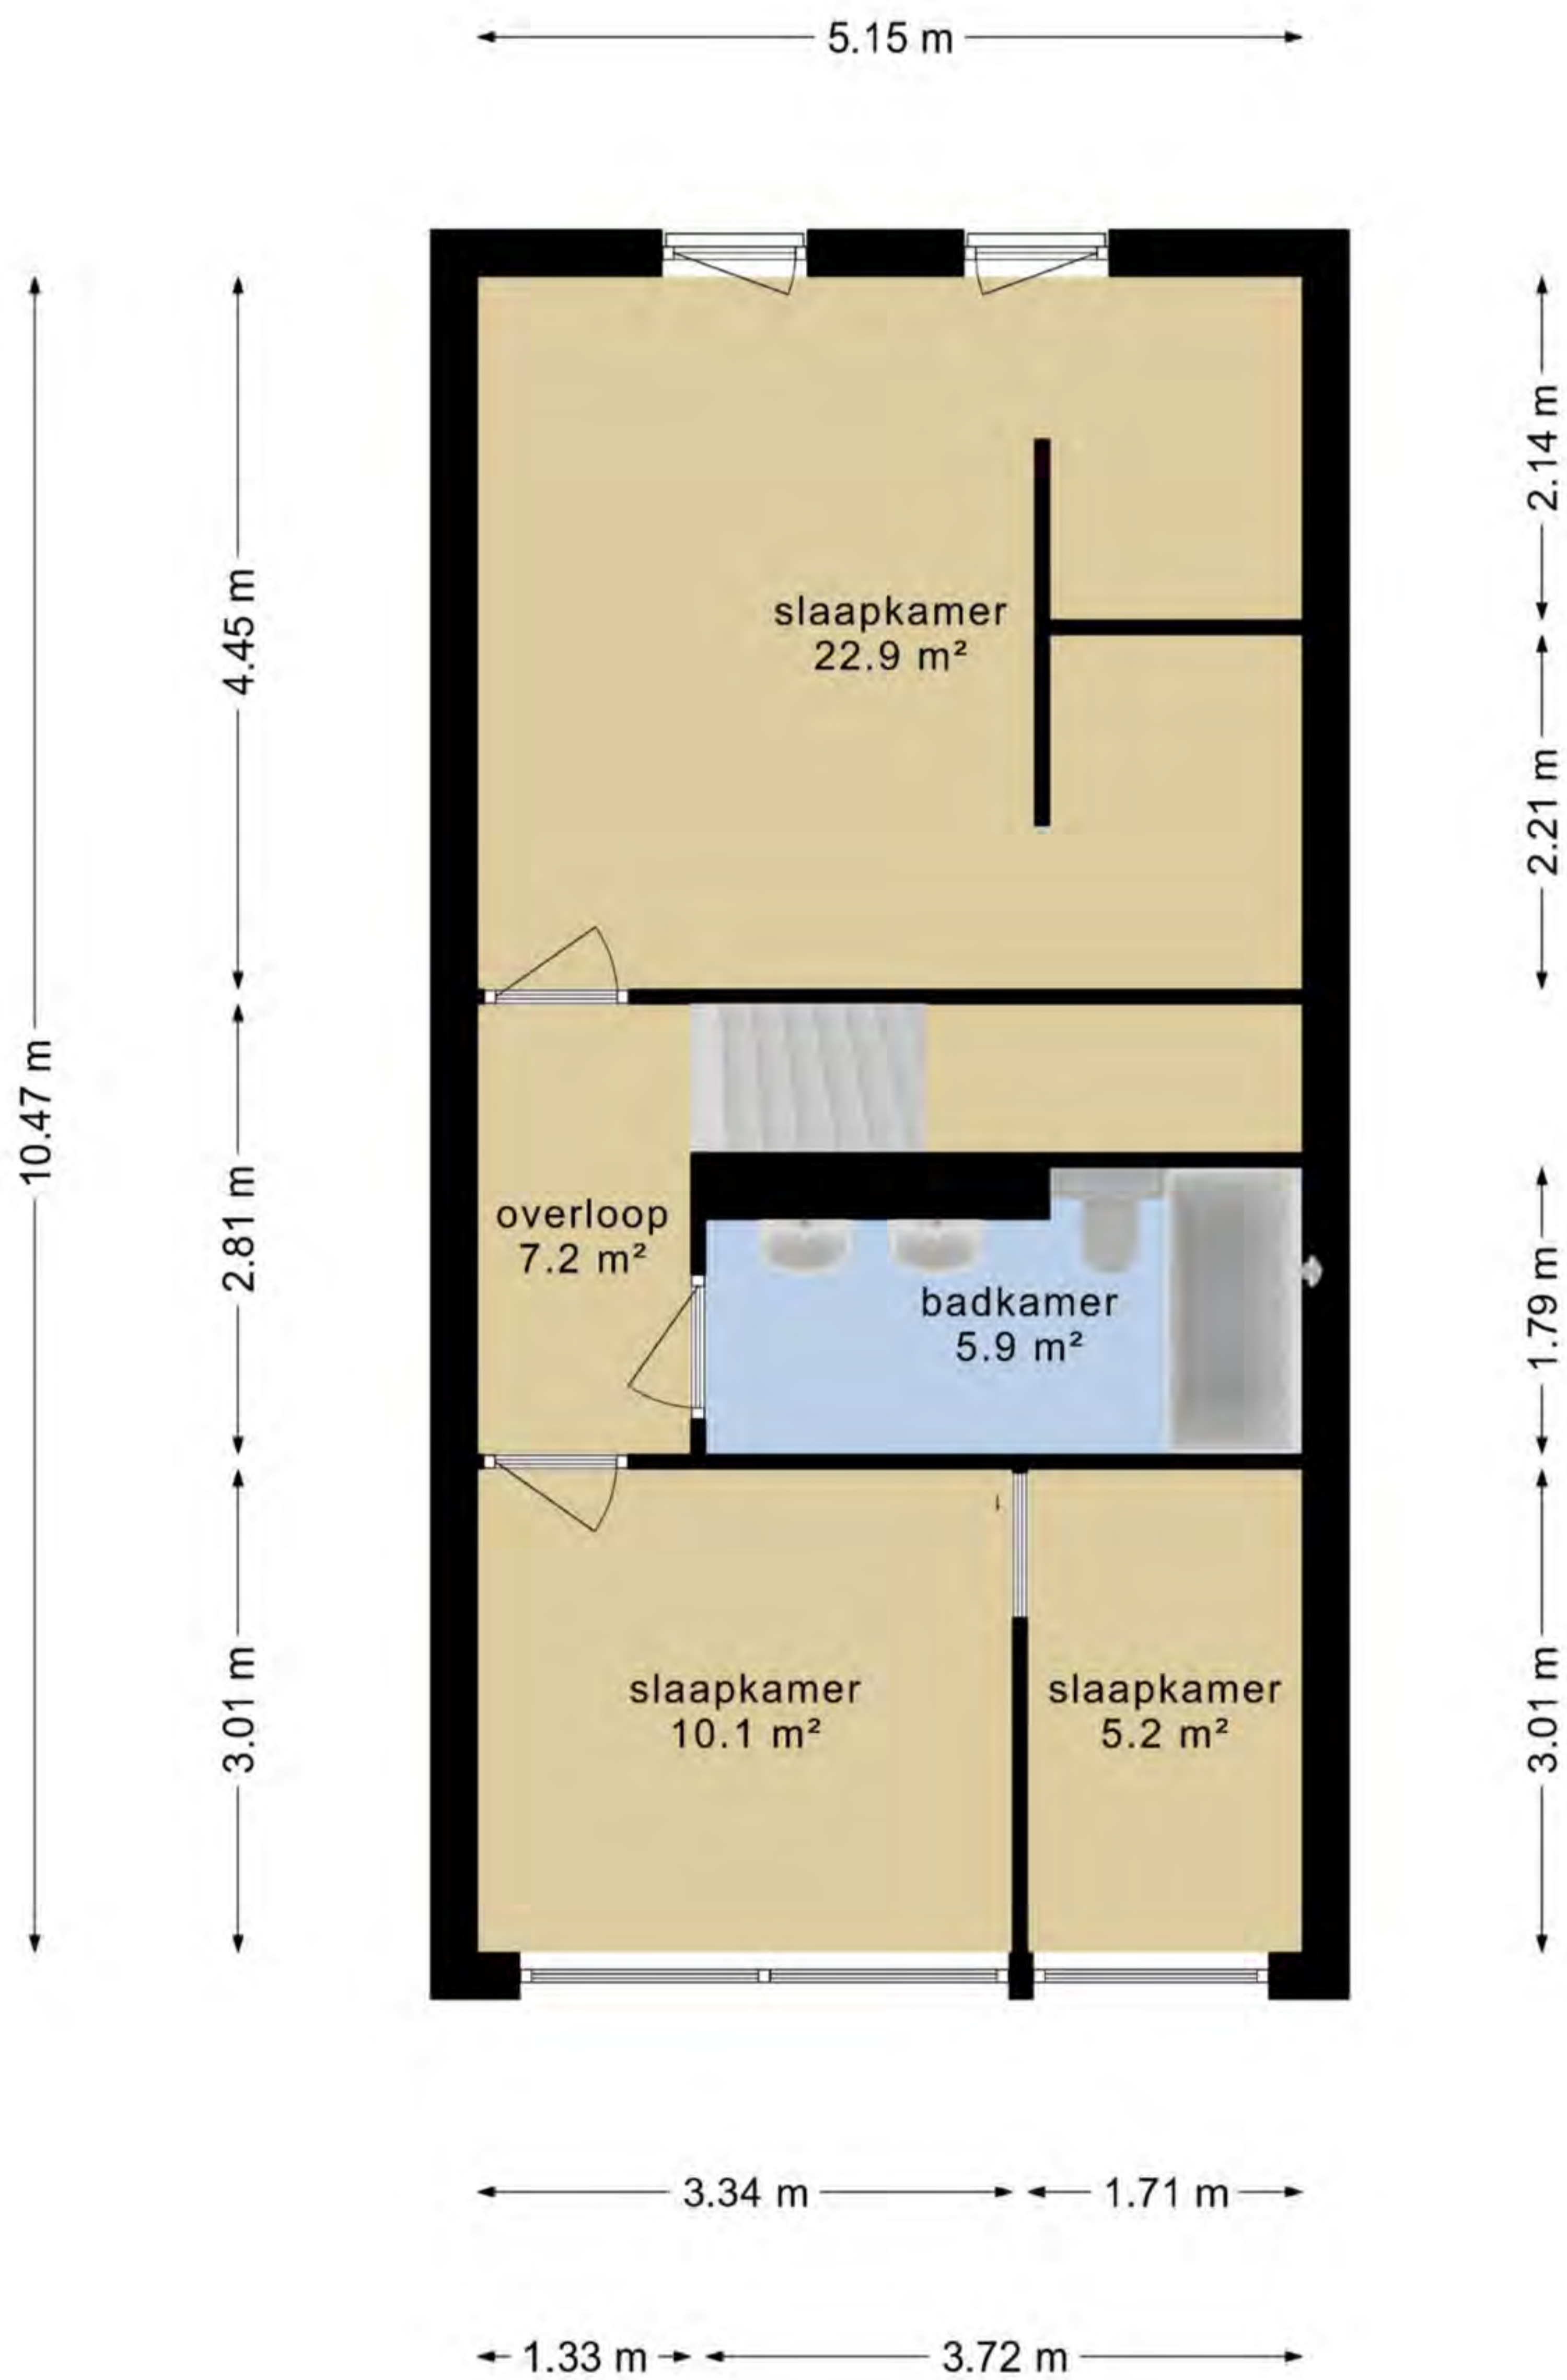 5.15 m
10.47 m
4.45 m
2.81 m
3.01 m
2.14 m
2.21 m
1.79 m
3.01 m
slaapkamer
22.9 m²
overloop
7.2 m²
badkamer
5.9 m²
slaapkamer
10.1 m²
slaapkamer
5.2 m²
3.34 m
1.71 m
1.33 m
3.72 m